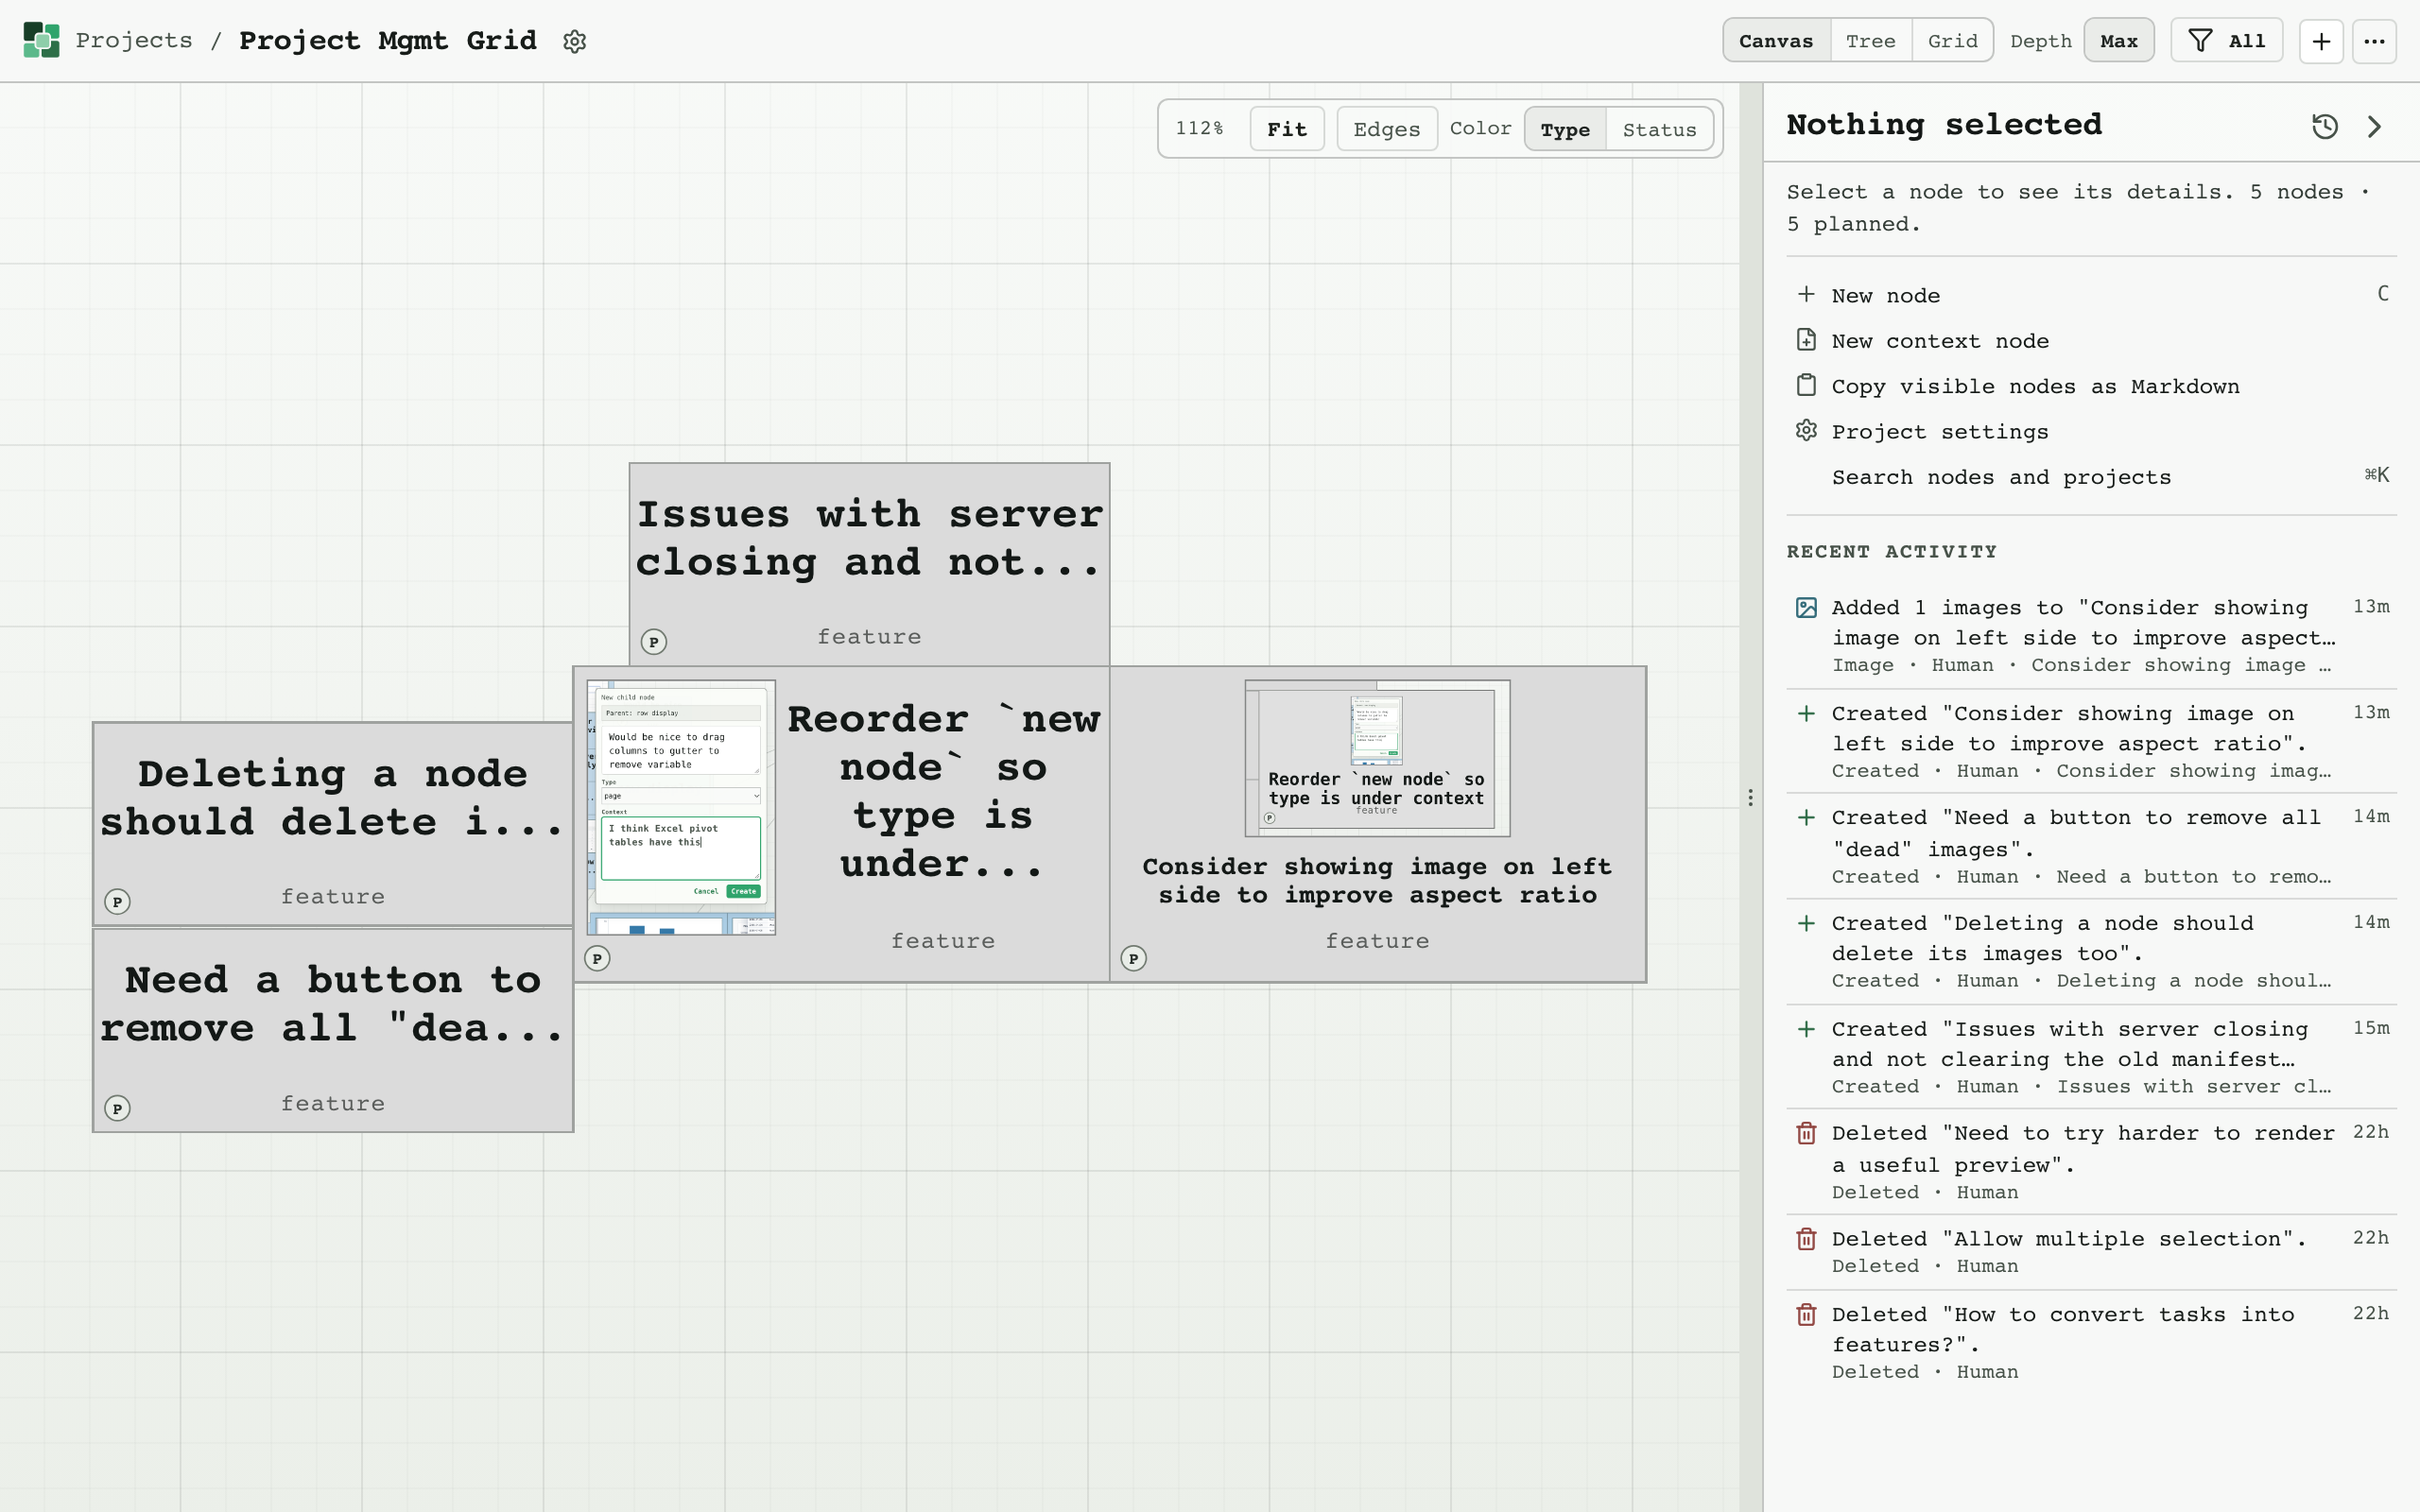 Projects / Project Mgmt Grid
Canvas Tree Grid Depth Max All
112% Fit Edges Color Type Status
Issues with server
closing and not...
feature
P
Deleting a node
should delete i...
feature
P
Need a button to
remove all "dea...
feature
P
New child node
Parent: raw display
Would be nice to drag
columns to gutter to
remove variable
Type
page
Context
I think Excel pivot
tables have this
Cancel Create
Reorder `new
node` so
type is
under...
feature
P
Reorder `new node` so
type is under context
feature
P
Consider showing image on left
side to improve aspect ratio
feature
P
Nothing selected
Select a node to see its details. 5 nodes ·
5 planned.
New node C
New context node
Copy visible nodes as Markdown
Project settings
Search nodes and projects ⌘K
RECENT ACTIVITY
Added 1 images to "Consider showing 13m
image on left side to improve aspect…
Image · Human · Consider showing image …
Created "Consider showing image on 13m
left side to improve aspect ratio".
Created · Human · Consider showing imag…
Created "Need a button to remove all 14m
"dead" images".
Created · Human · Need a button to remo…
Created "Deleting a node should 14m
delete its images too".
Created · Human · Deleting a node shoul…
Created "Issues with server closing 15m
and not clearing the old manifest…
Created · Human · Issues with server cl…
Deleted "Need to try harder to render 22h
a useful preview".
Deleted · Human
Deleted "Allow multiple selection". 22h
Deleted · Human
Deleted "How to convert tasks into 22h
features?".
Deleted · Human